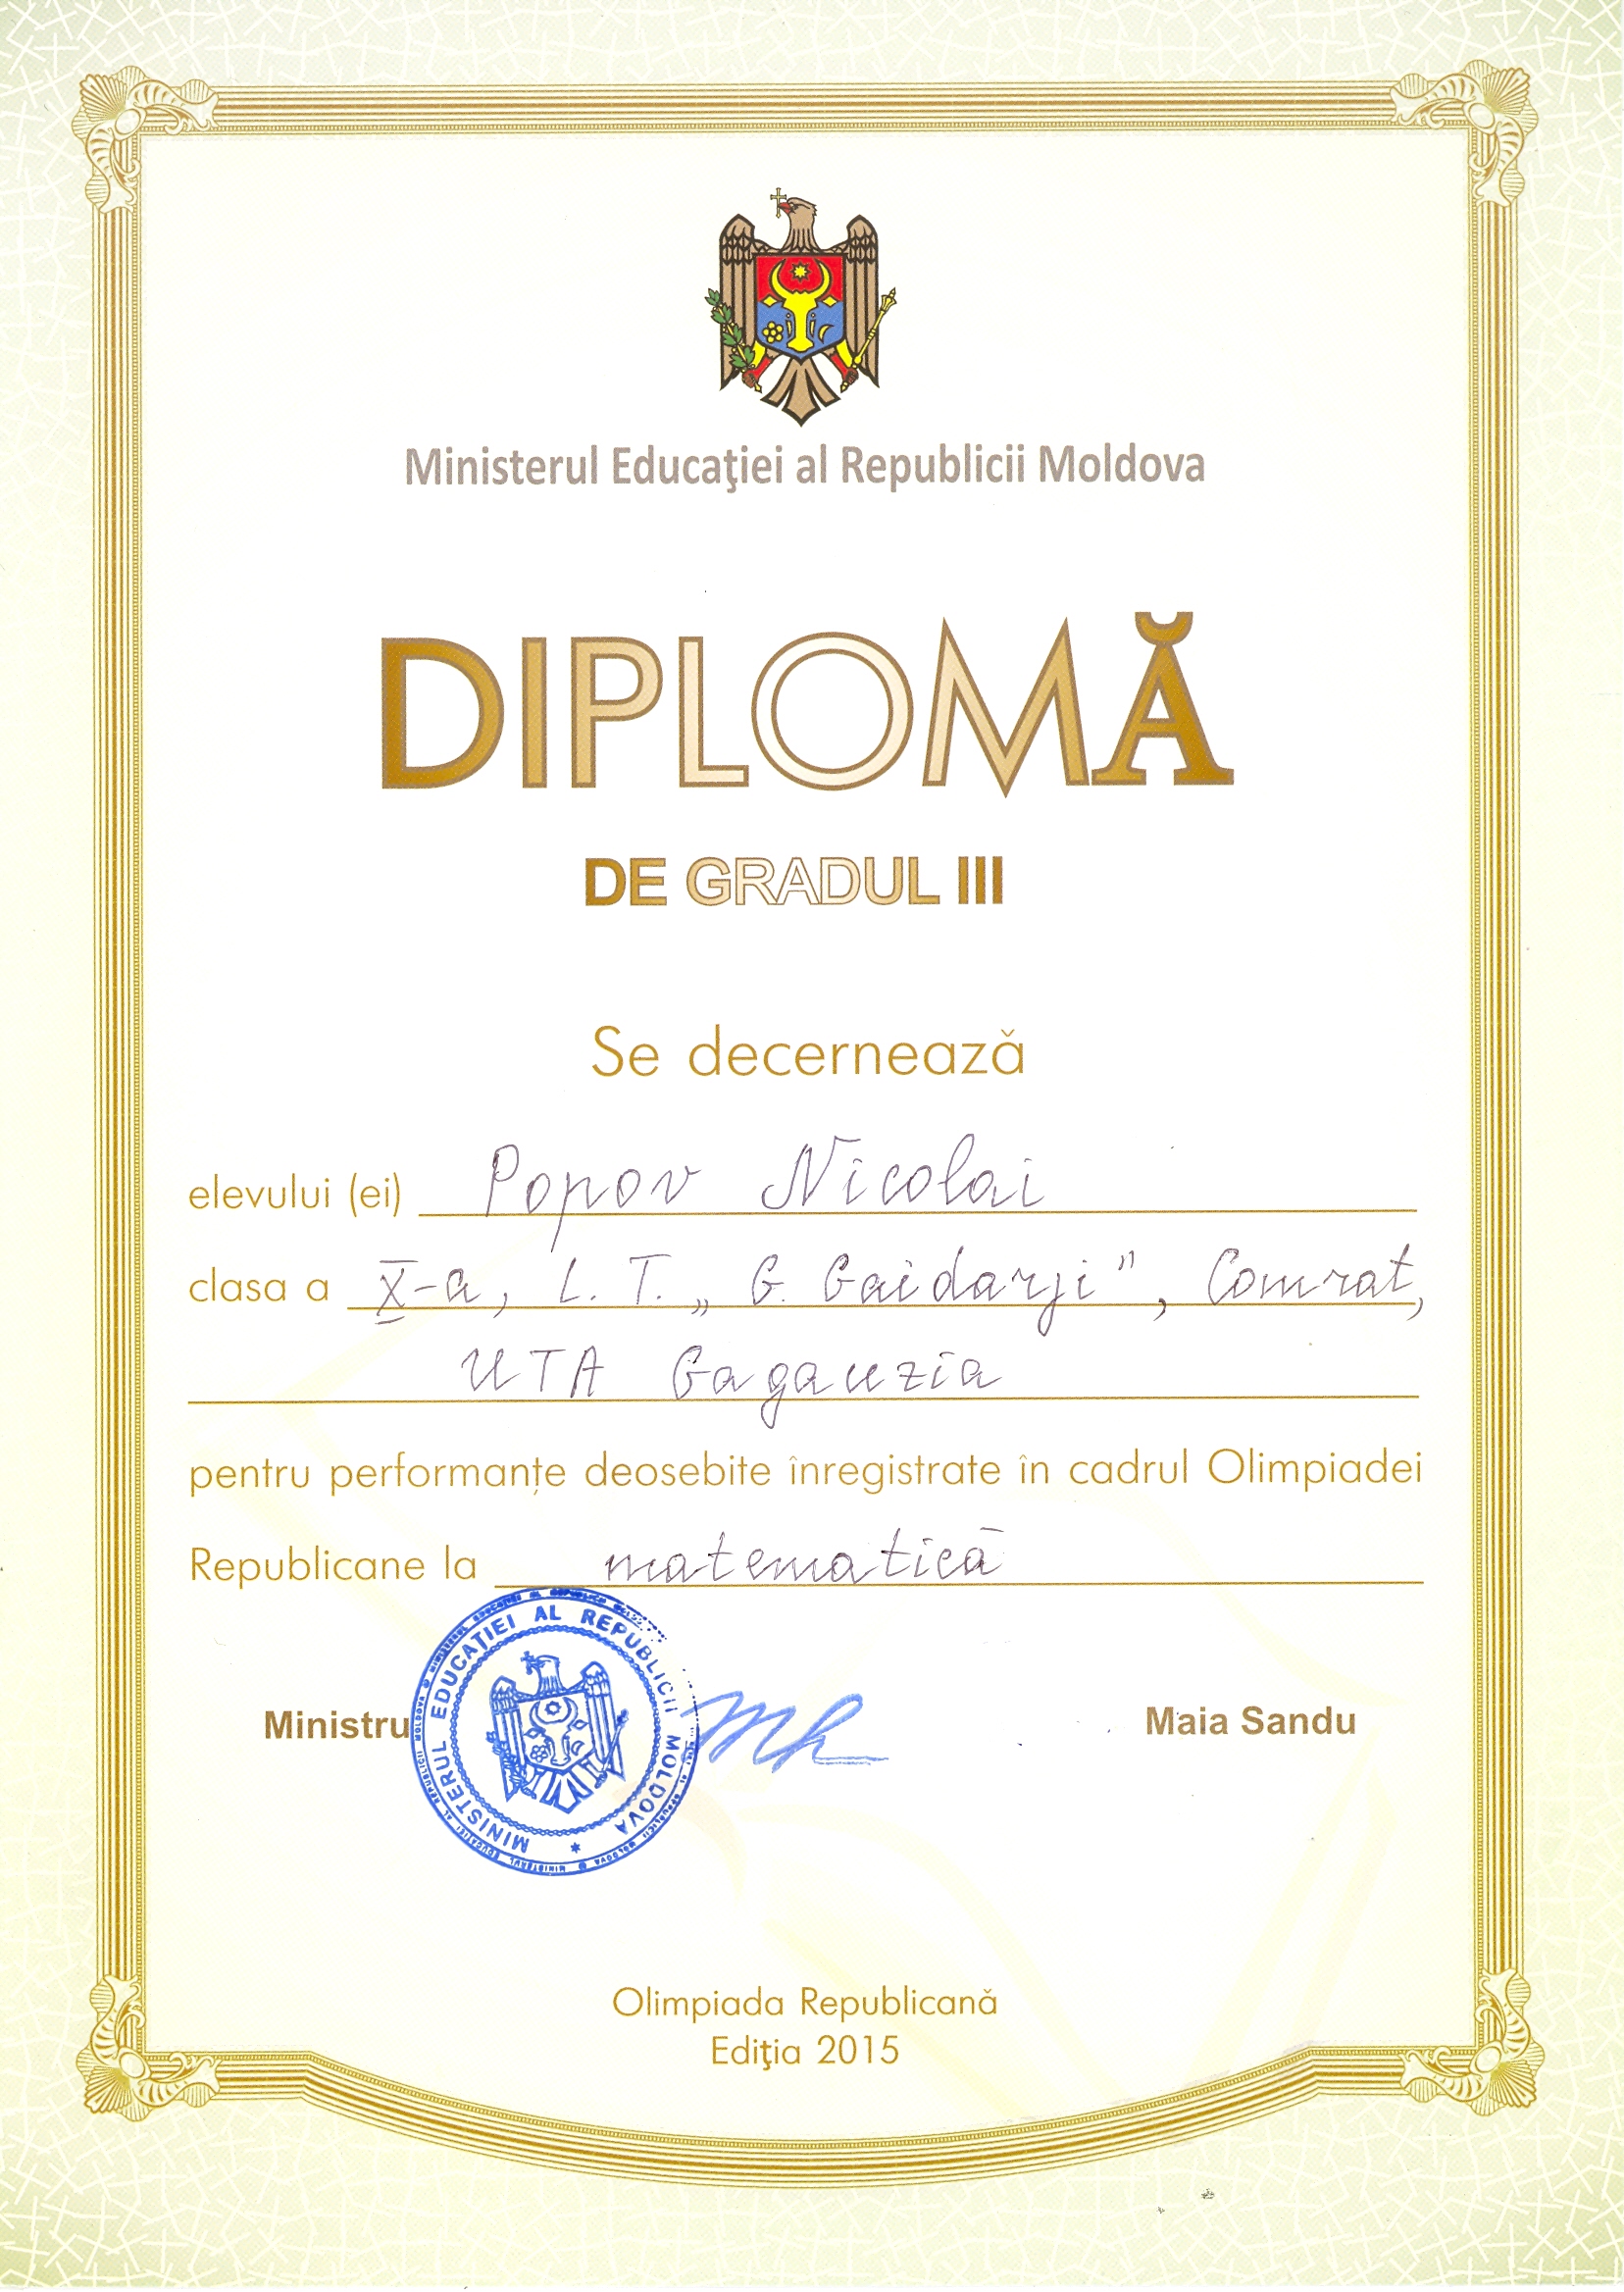 Ministerul Educaţiei al Republicii Moldova
DIPLOMĂ
DE GRADUL III
Se decernează
elevului (ei) Popov Nicolai
clasa a X-a, L. T. „G. Gaidarji", Comrat,
UTA Gagauzia
pentru performanțe deosebite înregistrate în cadrul Olimpiadei
Republicane la matematică
MINISTERUL EDUCAŢIEI AL REPUBLICII MOLDOVA *
Ministru Maia Sandu
Olimpiada Republicană
Ediţia 2015